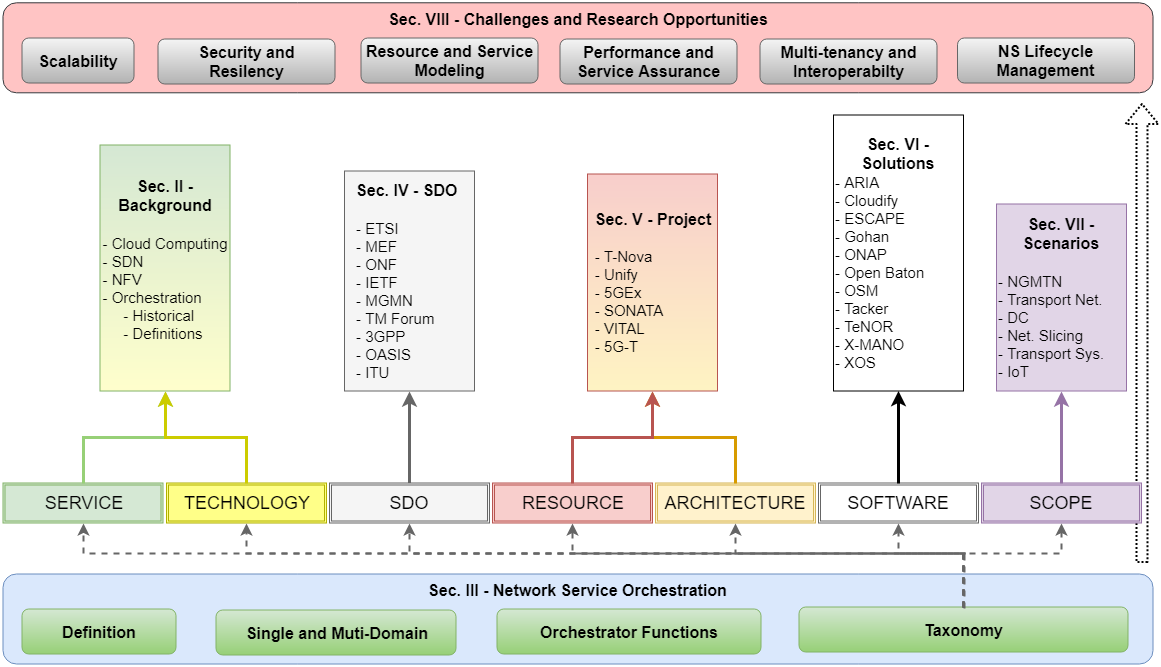 Sec. VIII - Challenges and Research Opportunities
Scalability
Security and
Resilency
Resource and Service
Modeling
Performance and
Service Assurance
Multi-tenancy and
Interoperabilty
NS Lifecycle
Management
Sec. II -
Background
- Cloud Computing
- SDN
- NFV
- Orchestration
- Historical
- Definitions
Sec. IV - SDO
- ETSI
- MEF
- ONF
- IETF
- MGMN
- TM Forum
- 3GPP
- OASIS
- ITU
Sec. V - Project
- T-Nova
- Unify
- 5GEx
- SONATA
- VITAL
- 5G-T
Sec. VI -
Solutions
- ARIA
- Cloudify
- ESCAPE
- Gohan
- ONAP
- Open Baton
- OSM
- Tacker
- TeNOR
- X-MANO
- XOS
Sec. VII -
Scenarios
- NGMTN
- Transport Net.
- DC
- Net. Slicing
- Transport Sys.
- IoT
SERVICE
TECHNOLOGY
SDO
RESOURCE
ARCHITECTURE
SOFTWARE
SCOPE
Sec. III - Network Service Orchestration
Definition
Single and Muti-Domain
Orchestrator Functions
Taxonomy